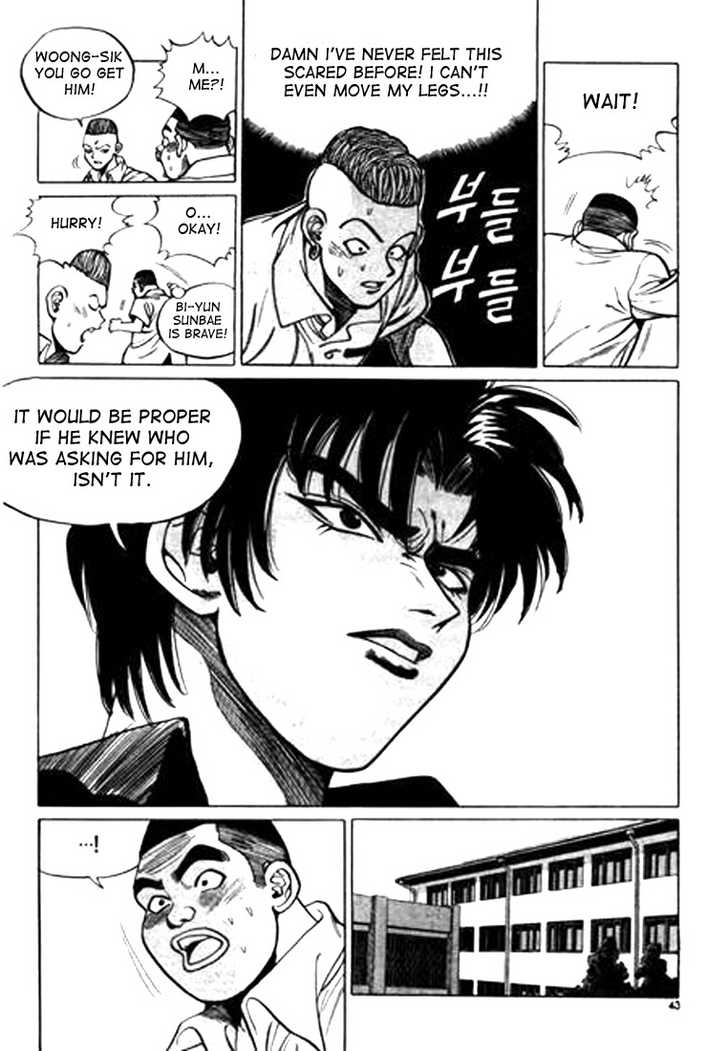 WOONG-SIK
YOU GO GET
HIM!
M...
ME?!
HURRY!
O...
OKAY!
BI-YUN
SUNBAE
IS BRAVE!
DAMN I'VE NEVER FELT THIS
SCARED BEFORE! I CAN'T
EVEN MOVE MY LEGS...!!
부들
부들
WAIT!
IT WOULD BE PROPER
IF HE KNEW WHO
WAS ASKING FOR HIM,
ISN'T IT.
...!
43